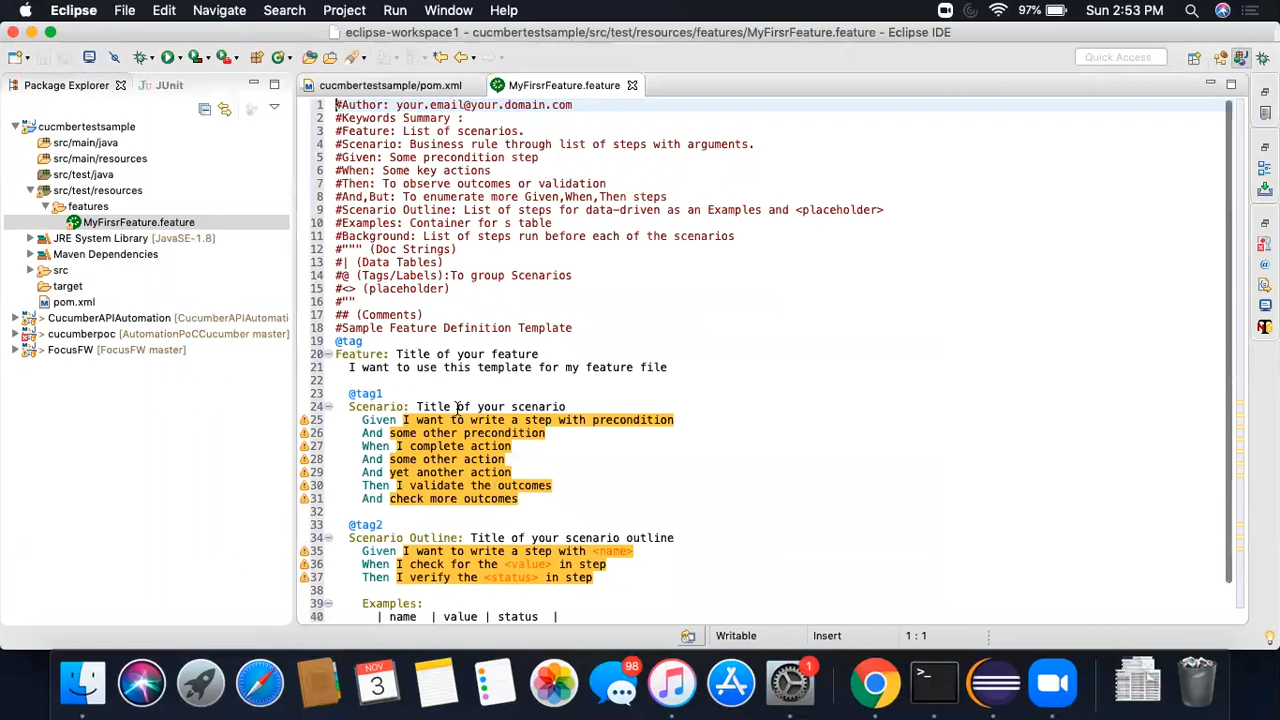 Eclipse File Edit Navigate Search Project Run Window Help 97% Sun 2:53 PM
eclipse-workspace1 - cucmbertestsample/src/test/resources/features/MyFirsrFeature.feature - Eclipse IDE
Quick Access
Package Explorer JUnit
cucmbertestsample
src/main/java
src/main/resources
src/test/java
src/test/resources
features
MyFirsrFeature.feature
JRE System Library [JavaSE-1.8]
Maven Dependencies
src
target
pom.xml
> CucumberAPIAutomation [CucumberAPIAutomati
> cucumberpoc [AutomationPoCCucumber master]
> FocusFW [FocusFW master]
cucmbertestsample/pom.xml MyFirsrFeature.feature
1 #Author: your.email@your.domain.com
2 #Keywords Summary :
3 #Feature: List of scenarios.
4 #Scenario: Business rule through list of steps with arguments.
5 #Given: Some precondition step
6 #When: Some key actions
7 #Then: To observe outcomes or validation
8 #And,But: To enumerate more Given,When,Then steps
9 #Scenario Outline: List of steps for data-driven as an Examples and <placeholder>
10 #Examples: Container for s table
11 #Background: List of steps run before each of the scenarios
12 #""" (Doc Strings)
13 #| (Data Tables)
14 #@ (Tags/Labels):To group Scenarios
15 #<> (placeholder)
16 #""
17 ## (Comments)
18 #Sample Feature Definition Template
19 @tag
20 Feature: Title of your feature
21 I want to use this template for my feature file
22
23 @tag1
24 Scenario: Title of your scenario
25 Given I want to write a step with precondition
26 And some other precondition
27 When I complete action
28 And some other action
29 And yet another action
30 Then I validate the outcomes
31 And check more outcomes
32
33 @tag2
34 Scenario Outline: Title of your scenario outline
35 Given I want to write a step with <name>
36 When I check for the <value> in step
37 Then I verify the <status> in step
38
39 Examples:
40 | name | value | status |
Writable Insert 1 : 1
NOV
3
98
1